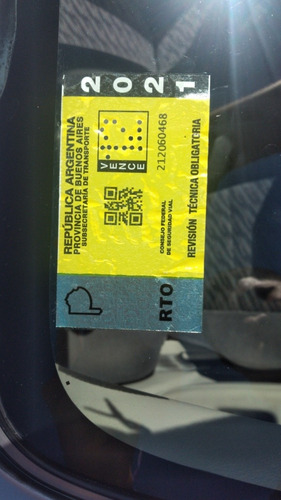 2021
REPÚBLICA ARGENTINA
PROVINCIA DE BUENOS AIRES
SUBSECRETARÍA DE TRANSPORTE
VENCE
212060468
CONSEJO FEDERAL
DE SEGURIDAD VIAL
REVISIÓN TÉCNICA OBLIGATORIA
RTO